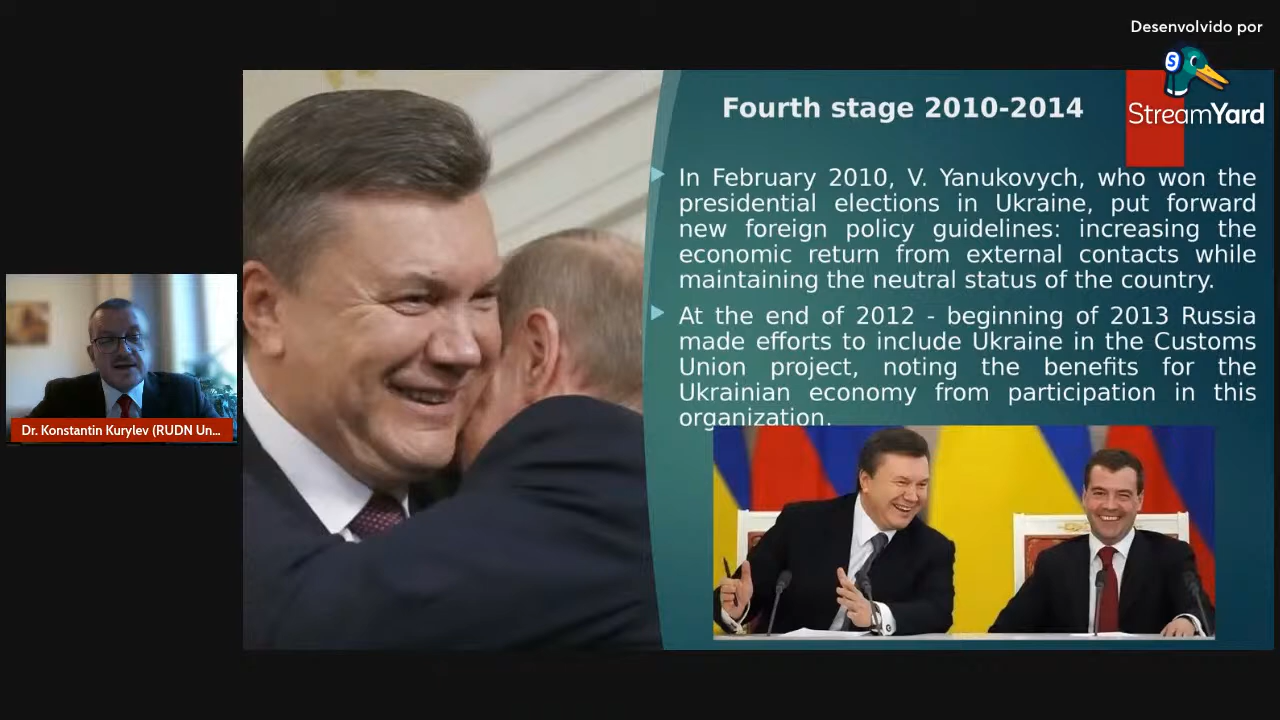 Desenvolvido por
StreamYard
Fourth stage 2010-2014
In February 2010, V. Yanukovych, who won the
presidential elections in Ukraine, put forward
new foreign policy guidelines: increasing the
economic return from external contacts while
maintaining the neutral status of the country.
At the end of 2012 - beginning of 2013 Russia
made efforts to include Ukraine in the Customs
Union project, noting the benefits for the
Ukrainian economy from participation in this
organization.
Dr. Konstantin Kurylev (RUDN Un...